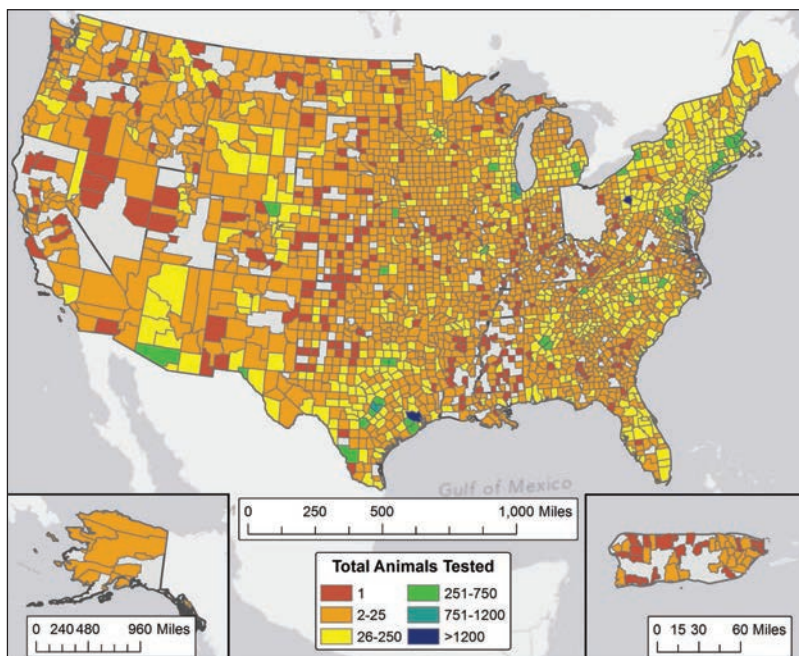 Gulf of Mexico
0 250 500 1,000 Miles
Total Animals Tested
1
2-25
26-250
251-750
751-1200
>1200
0 240 480 960 Miles
0 15 30 60 Miles